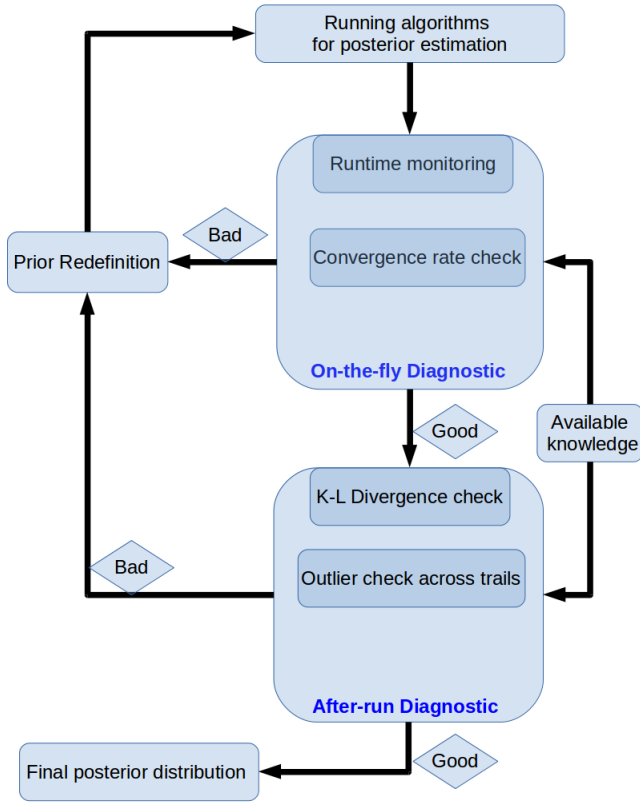 Running algorithms
for posterior estimation
Runtime monitoring
Bad
Prior Redefinition
Convergence rate check
On-the-fly Diagnostic
Good
Available
knowledge
K-L Divergence check
Bad
Outlier check across trails
After-run Diagnostic
Good
Final posterior distribution